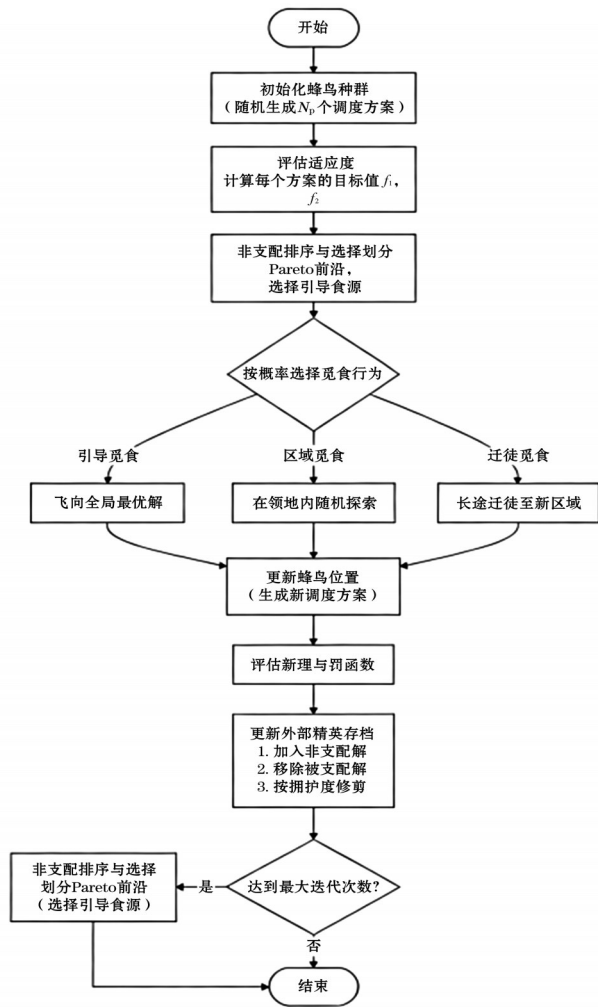 开始
初始化蜂鸟种群
（随机生成Np个调度方案）
评估适应度
计算每个方案的目标值 f1,
f2
非支配排序与选择划分
Pareto前沿,
选择引导食源
按概率选择觅食行为
引导觅食
区域觅食
迁徙觅食
飞向全局最优解
在领地内随机探索
长途迁徙至新区域
更新蜂鸟位置
（生成新调度方案）
评估新理与罚函数
更新外部精英存档
1. 加入非支配解
2. 移除被支配解
3. 按拥护度修剪
达到最大迭代次数?
是
非支配排序与选择
划分Pareto前沿
（选择引导食源）
否
结束